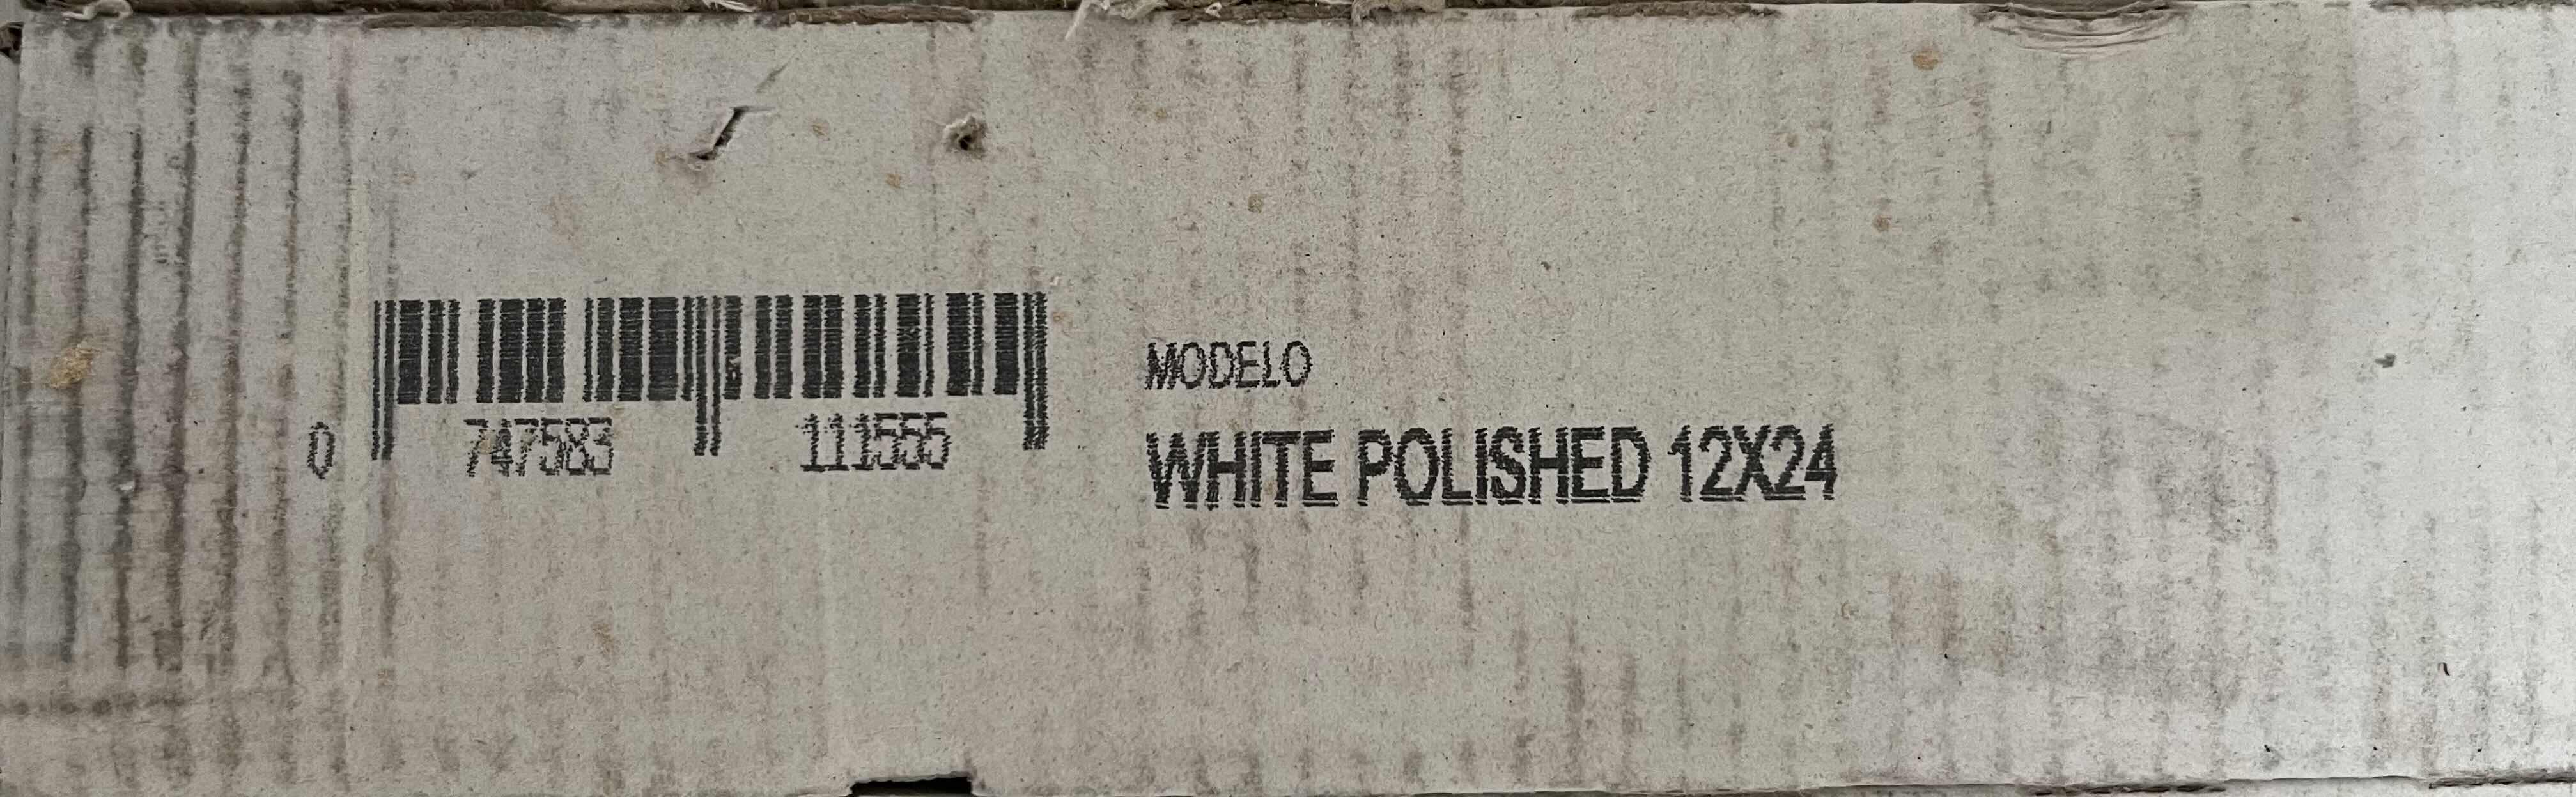 0 747583 111555
MODELO
WHITE POLISHED 12X24